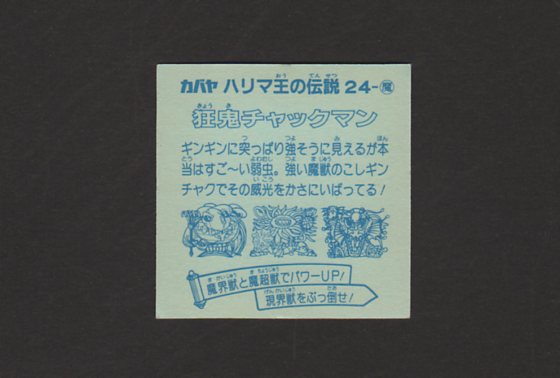 カバヤ ハリマ王の伝説 24-魔
狂鬼チャックマン
ギンギンに突っぱり強そうに見えるが本
当はすご〜い弱虫。強い魔獣のこしギン
チャクでその威光をかさにいばってる!
魔界獣と魔超獣でパワーUP!
現界獣をぶっ倒せ!